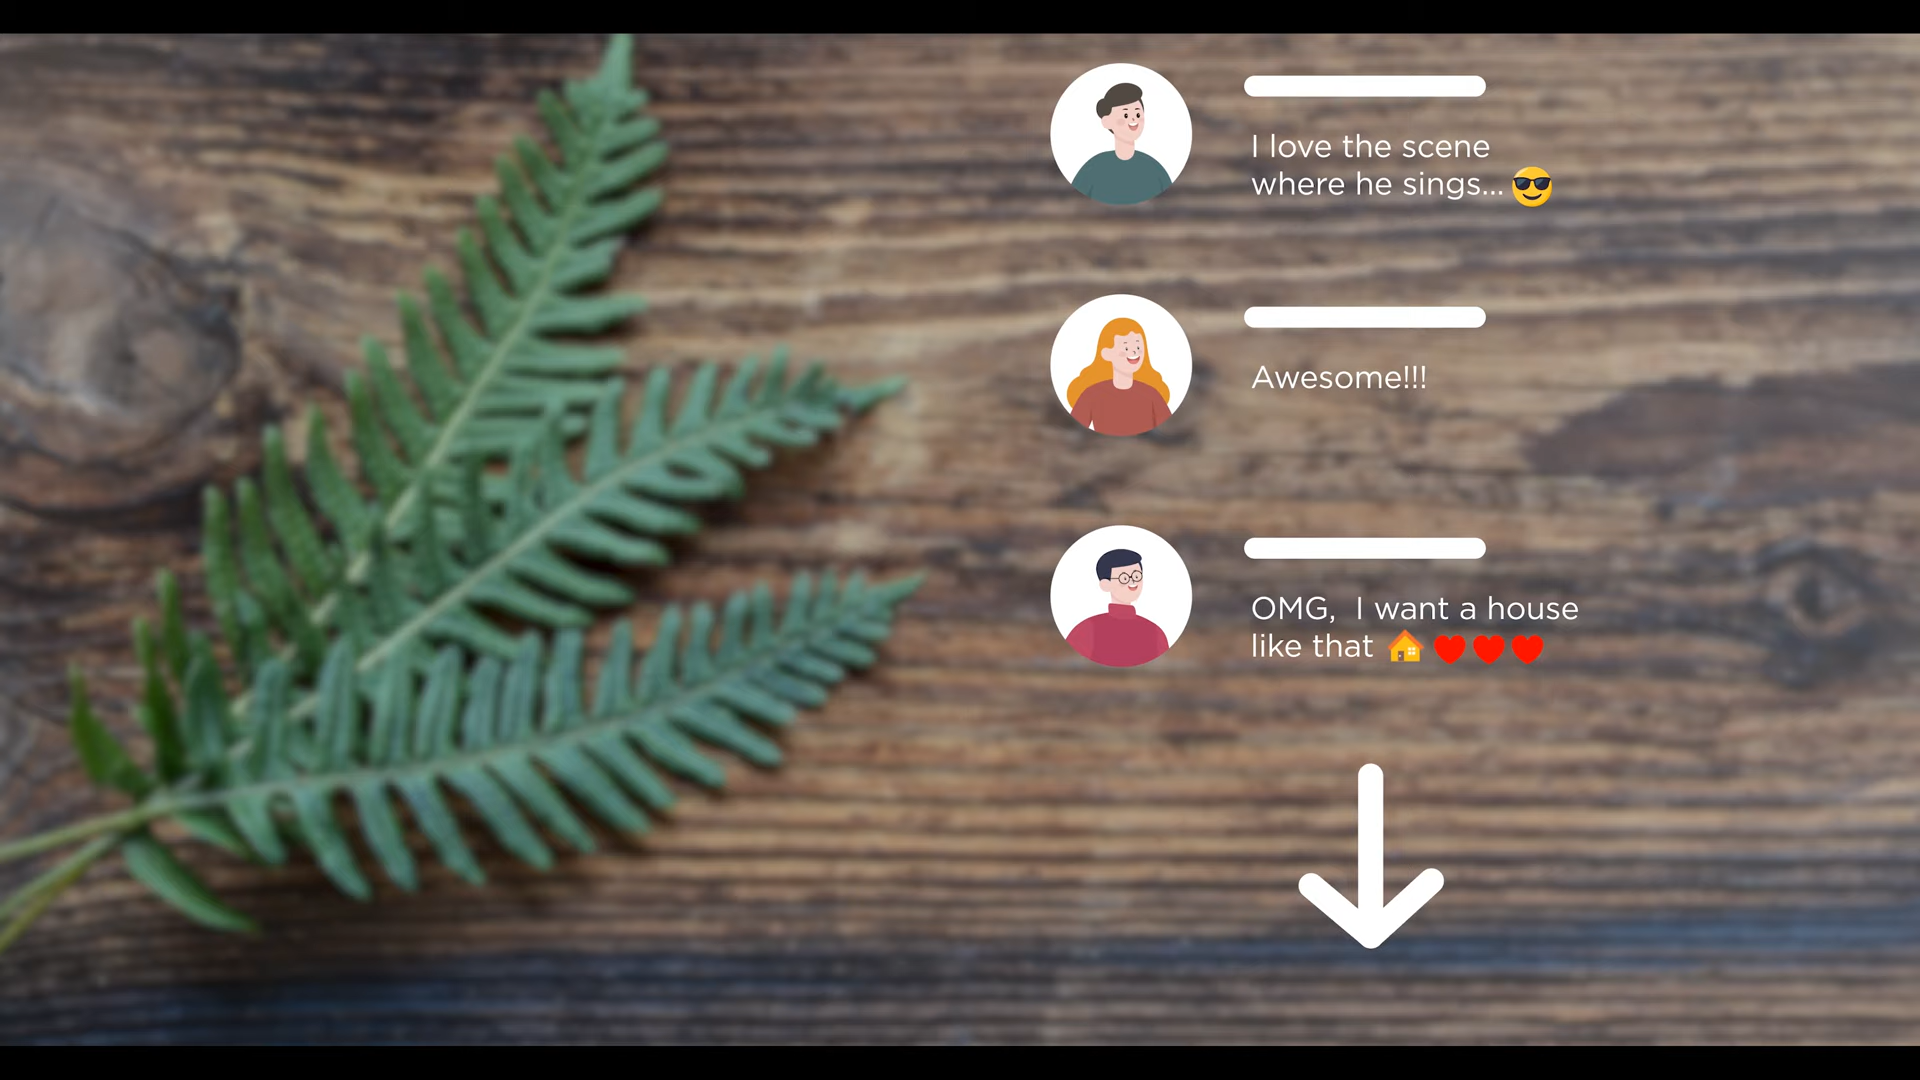 I love the scene
where he sings...😎
Awesome!!!
OMG,  I want a house
like that 🏠❤️❤️❤️